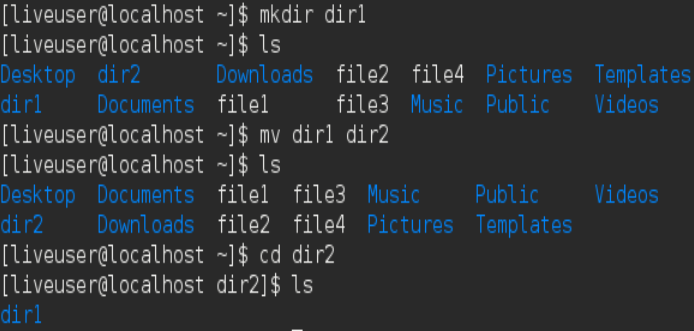 [liveuser@localhost ~]$ mkdir dir1
[liveuser@localhost ~]$ ls
Desktop dir2 Downloads file2 file4 Pictures Templates
dir1 Documents file1 file3 Music Public Videos
[liveuser@localhost ~]$ mv dir1 dir2
[liveuser@localhost ~]$ ls
Desktop Documents file1 file3 Music Public Videos
dir2 Downloads file2 file4 Pictures Templates
[liveuser@localhost ~]$ cd dir2
[liveuser@localhost dir2]$ ls
dir1